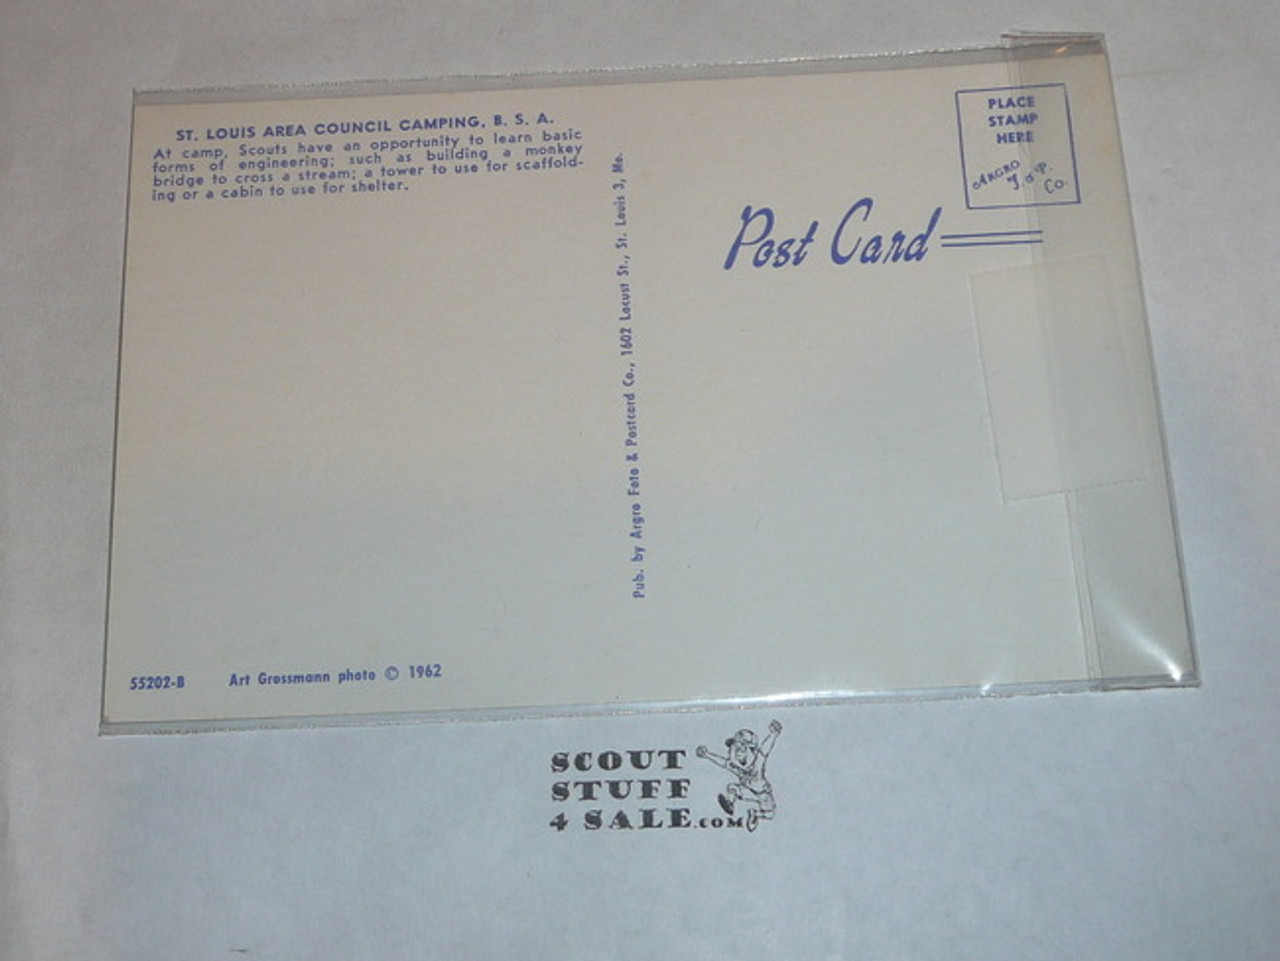 ST. LOUIS AREA COUNCIL CAMPING, B. S. A.
At camp, Scouts have an opportunity to learn basic
forms of engineering; such as building a monkey
bridge to cross a stream; a tower to use for scaffold-
ing or a cabin to use for shelter.
Pub. by Argro Foto & Postcard Co., 1602 Locust St., St. Louis 3, Mo.
PLACE
STAMP
HERE
ARGRO
F. & P.
Co.
Post Card
55202-B Art Grossmann photo © 1962
SCOUT
STUFF
4 SALE.COM